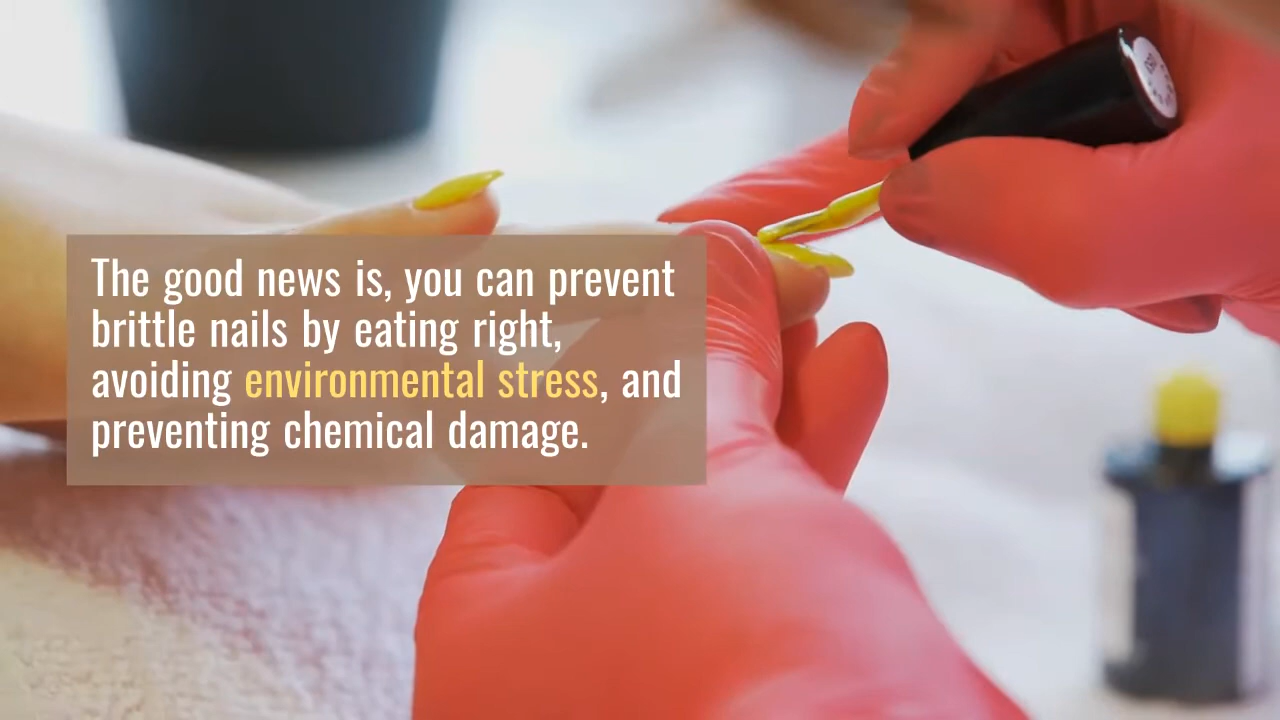 The good news is, you can prevent
brittle nails by eating right,
avoiding environmental stress, and
preventing chemical damage.